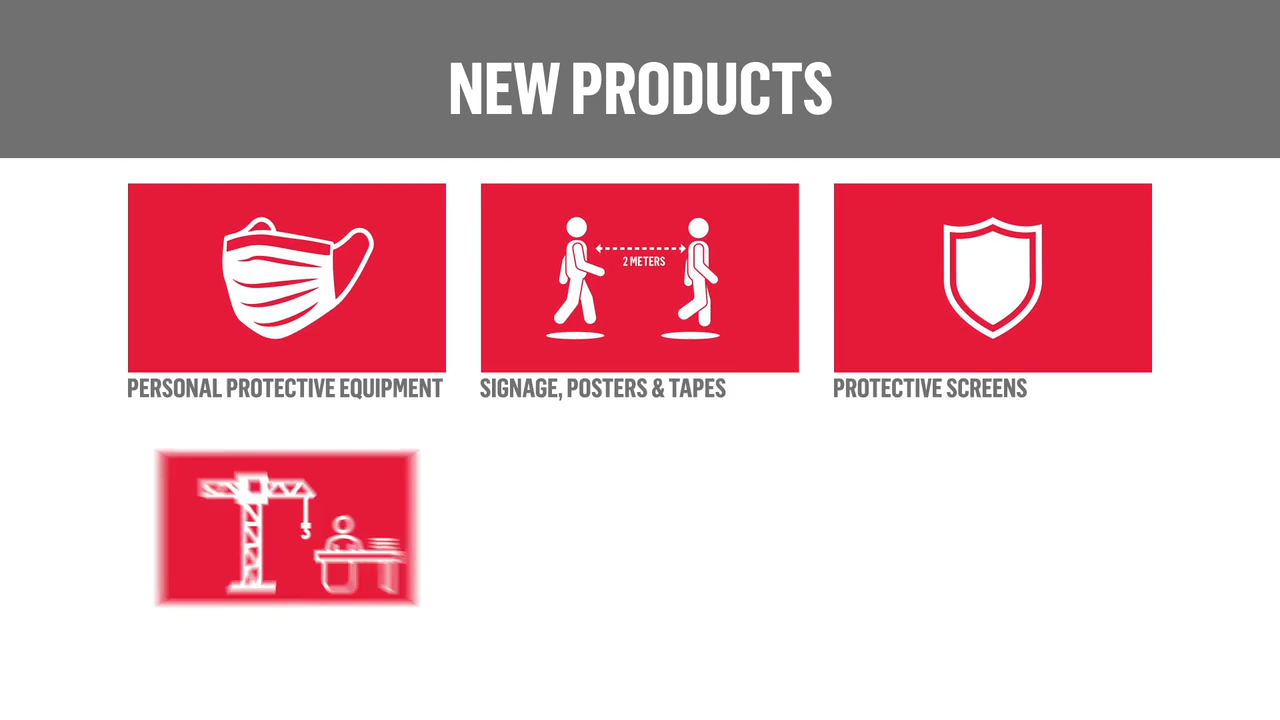 NEW PRODUCTS
2 METERS
PERSONAL PROTECTIVE EQUIPMENT
SIGNAGE, POSTERS & TAPES
PROTECTIVE SCREENS